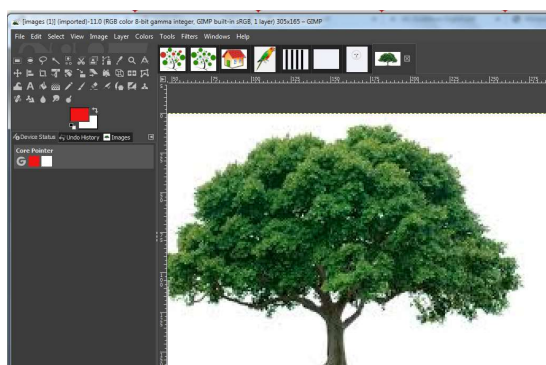 [images (1)] (imported)-11.0 (RGB color 8-bit gamma integer, GIMP built-in sRGB, 1 layer) 305x165 – GIMP
File Edit Select View Image Layer Colors Tools Filters Windows Help
Device Status Undo History Images
Core Pointer